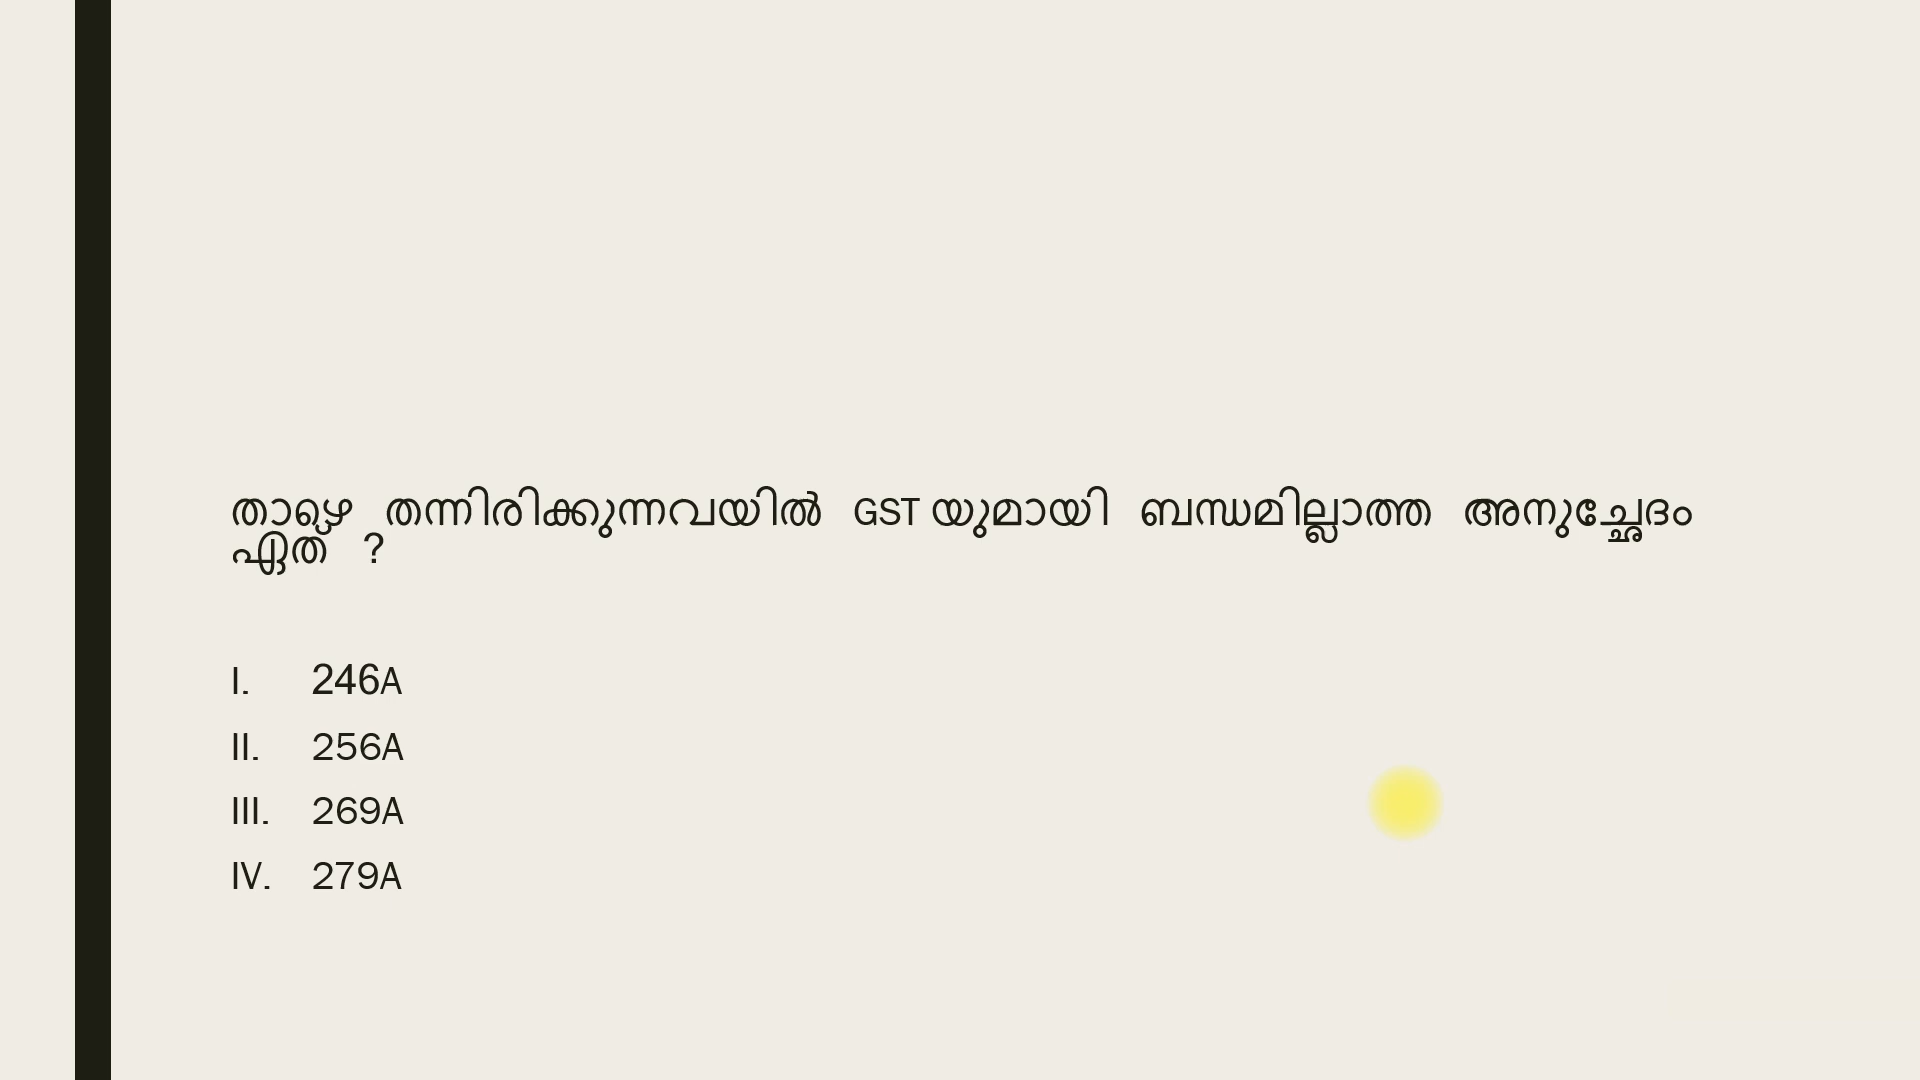 താഴെ തന്നിരിക്കുന്നവയിൽ GST യുമായി ബന്ധമില്ലാത്ത അനുച്ഛേദം
ഏത് ?
I. 246A
II. 256A
III. 269A
IV. 279A